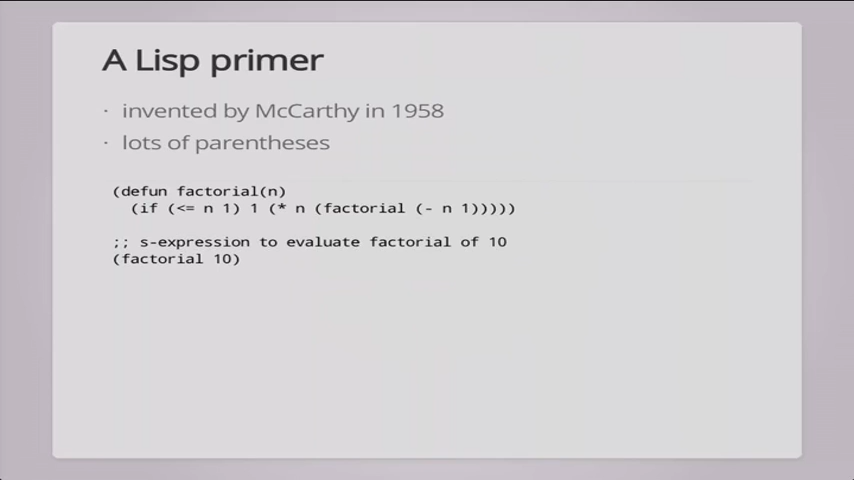 A Lisp primer
· invented by McCarthy in 1958
· lots of parentheses
(defun factorial(n)
  (if (<= n 1) 1 (* n (factorial (- n 1)))))
;; s-expression to evaluate factorial of 10
(factorial 10)